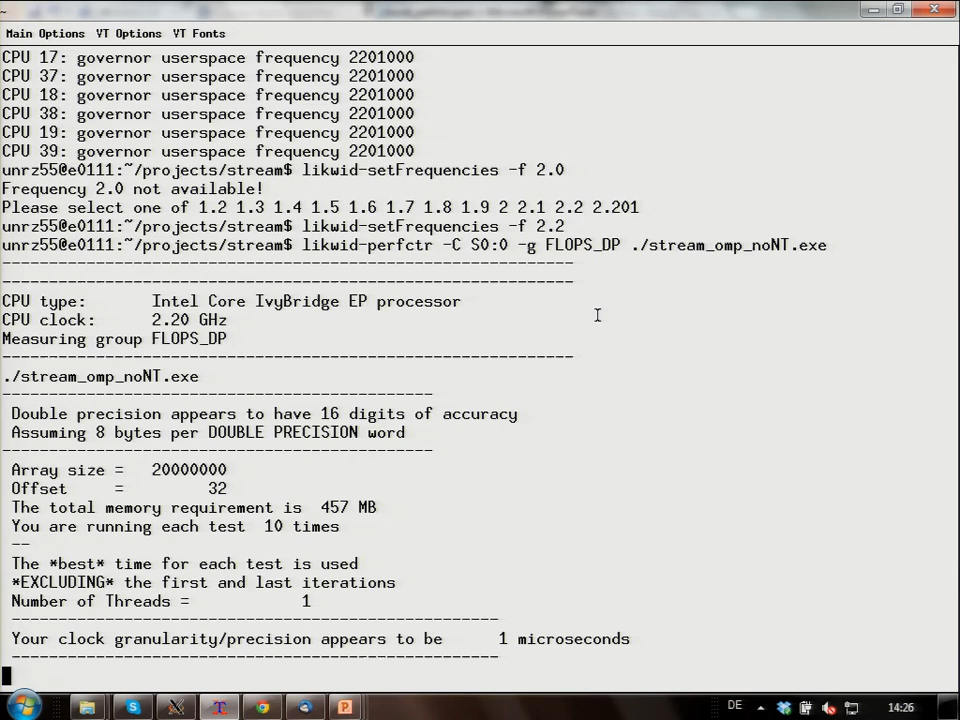 Main Options  VT Options  VT Fonts
CPU 17: governor userspace frequency 2201000
CPU 37: governor userspace frequency 2201000
CPU 18: governor userspace frequency 2201000
CPU 38: governor userspace frequency 2201000
CPU 19: governor userspace frequency 2201000
CPU 39: governor userspace frequency 2201000
unrz55@e0111:~/projects/stream$ likwid-setFrequencies -f 2.0
Frequency 2.0 not available!
Please select one of 1.2 1.3 1.4 1.5 1.6 1.7 1.8 1.9 2 2.1 2.2 2.201
unrz55@e0111:~/projects/stream$ likwid-setFrequencies -f 2.2
unrz55@e0111:~/projects/stream$ likwid-perfctr -C S0:0 -g FLOPS_DP ./stream_omp_noNT.exe
-------------------------------------------------------------
-------------------------------------------------------------
CPU type:       Intel Core IvyBridge EP processor
CPU clock:      2.20 GHz
Measuring group FLOPS_DP
-------------------------------------------------------------
./stream_omp_noNT.exe
----------------------------------------------
 Double precision appears to have 16 digits of accuracy
 Assuming 8 bytes per DOUBLE PRECISION word
----------------------------------------------
 Array size =   20000000
 Offset     =         32
 The total memory requirement is  457 MB
 You are running each test  10 times
 --
 The *best* time for each test is used
 *EXCLUDING* the first and last iterations
 Number of Threads =            1
 ----------------------------------------------------
 Your clock granularity/precision appears to be      1 microseconds
 ----------------------------------------------------
DE
14:26